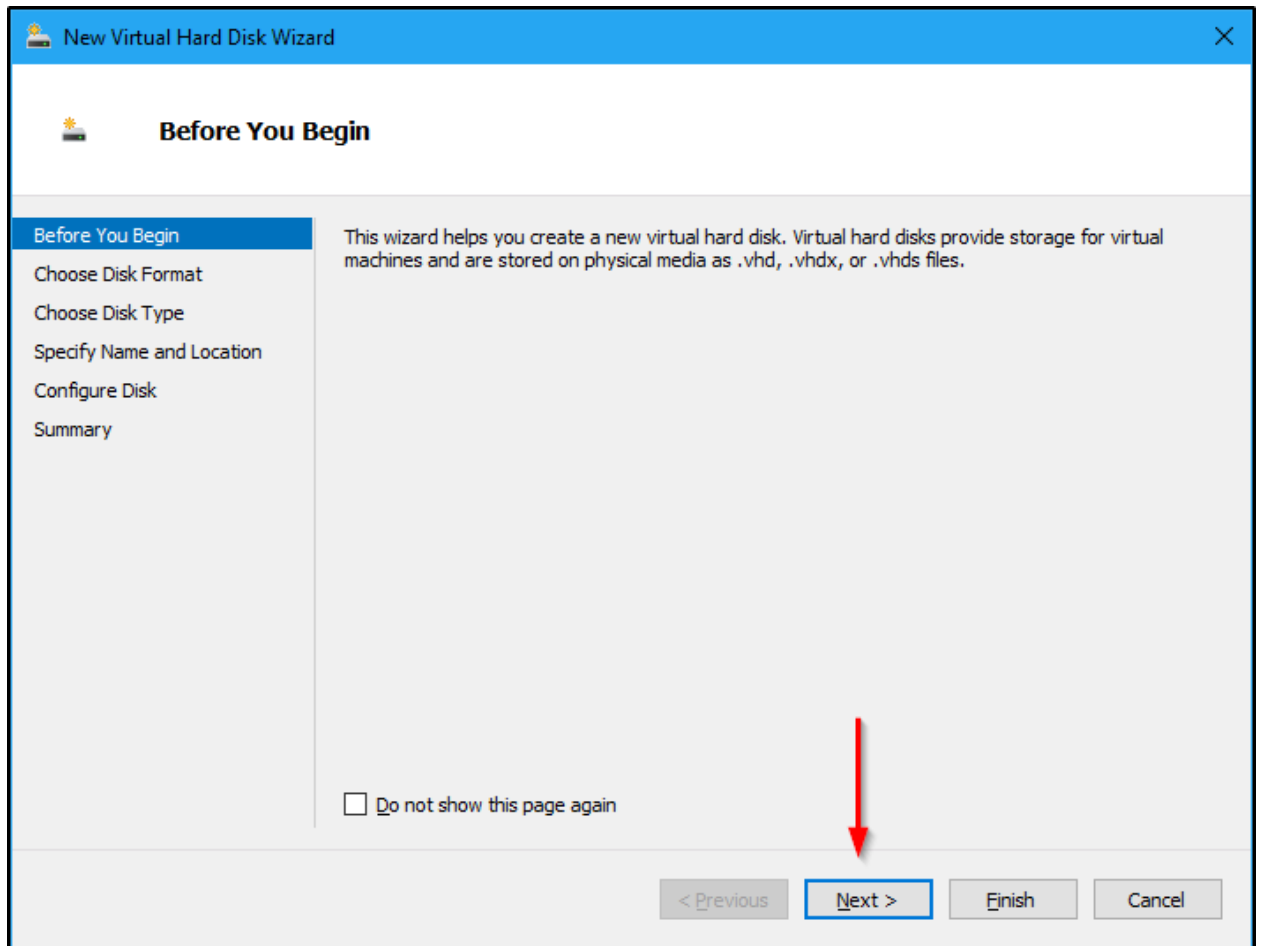 New Virtual Hard Disk Wizard
Before You Begin
Before You Begin
Choose Disk Format
Choose Disk Type
Specify Name and Location
Configure Disk
Summary
This wizard helps you create a new virtual hard disk. Virtual hard disks provide storage for virtual
machines and are stored on physical media as .vhd, .vhdx, or .vhds files.
Do not show this page again
< Previous
Next >
Finish
Cancel